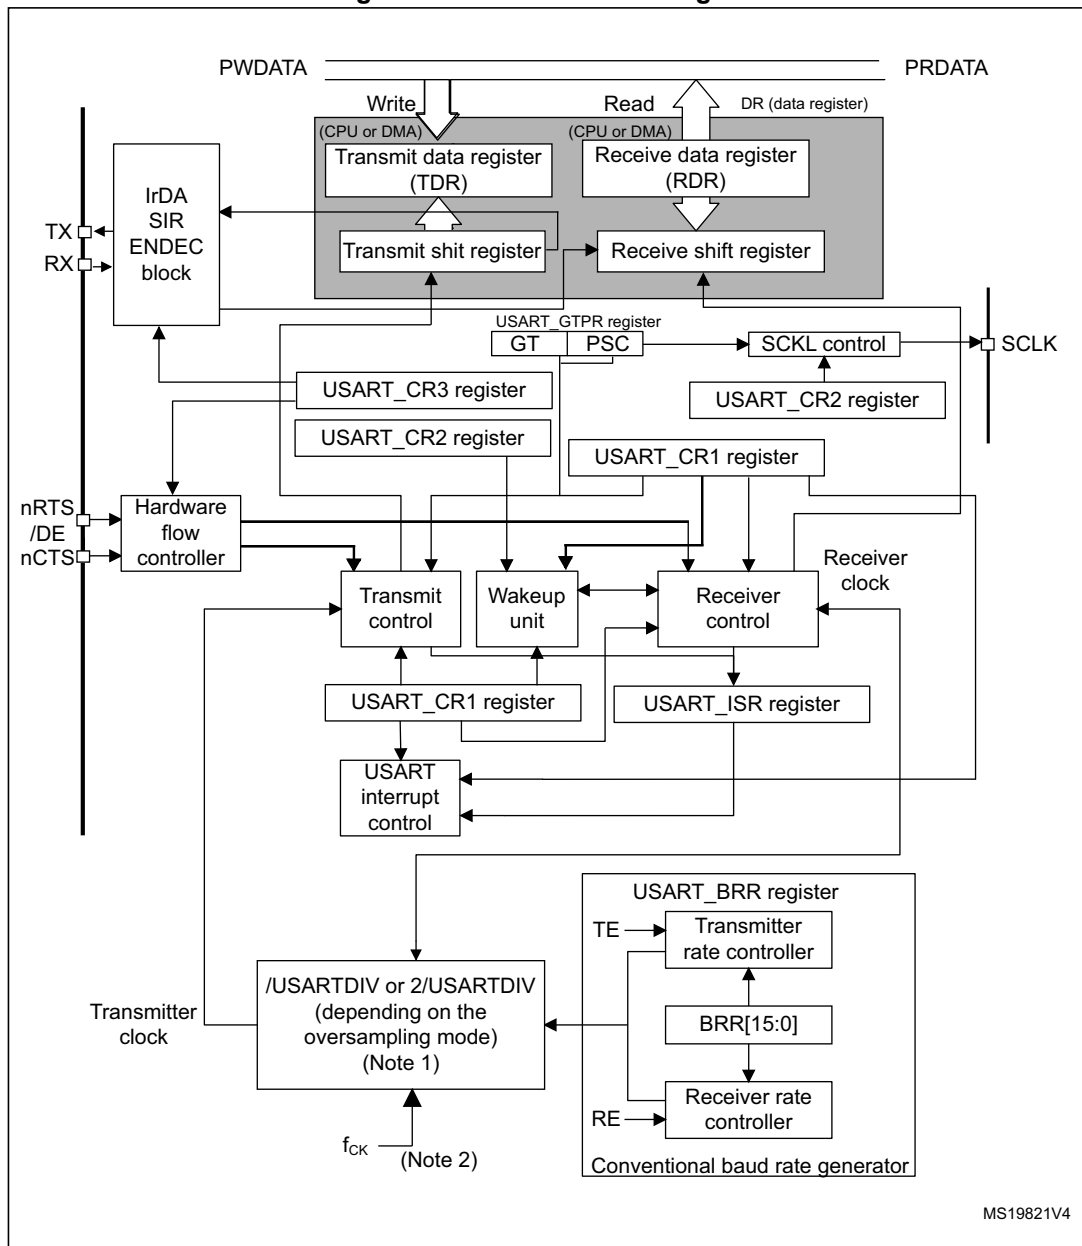 PWDATA
PRDATA
Write
Read
DR (data register)
(CPU or DMA)
(CPU or DMA)
Transmit data register
(TDR)
Receive data register
(RDR)
IrDA
SIR
ENDEC
block
TX
RX
Transmit shit register
Receive shift register
USART_GTPR register
GT
PSC
SCKL control
SCLK
USART_CR3 register
USART_CR2 register
USART_CR2 register
USART_CR1 register
nRTS
/DE
nCTS
Hardware
flow
controller
Receiver
clock
Transmit
control
Wakeup
unit
Receiver
control
USART_CR1 register
USART_ISR register
USART
interrupt
control
USART_BRR register
TE
Transmitter
rate controller
/USARTDIV or 2/USARTDIV
(depending on the
oversampling mode)
(Note 1)
Transmitter
clock
BRR[15:0]
Receiver rate
controller
RE
fCK
(Note 2)
Conventional baud rate generator
MS19821V4